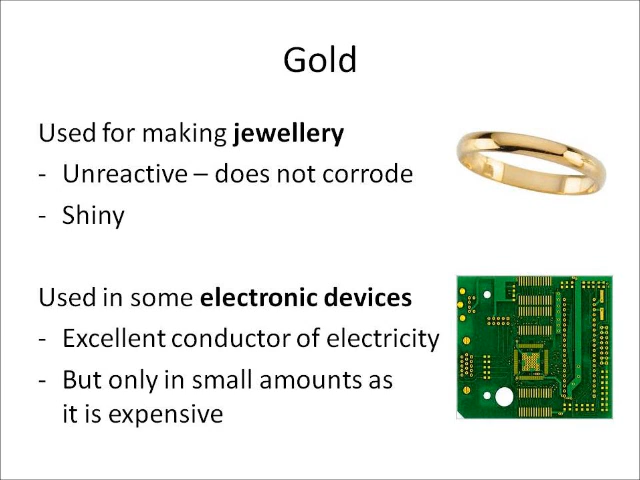 Gold
Used for making jewellery
- Unreactive – does not corrode
- Shiny
Used in some electronic devices
- Excellent conductor of electricity
- But only in small amounts as
it is expensive